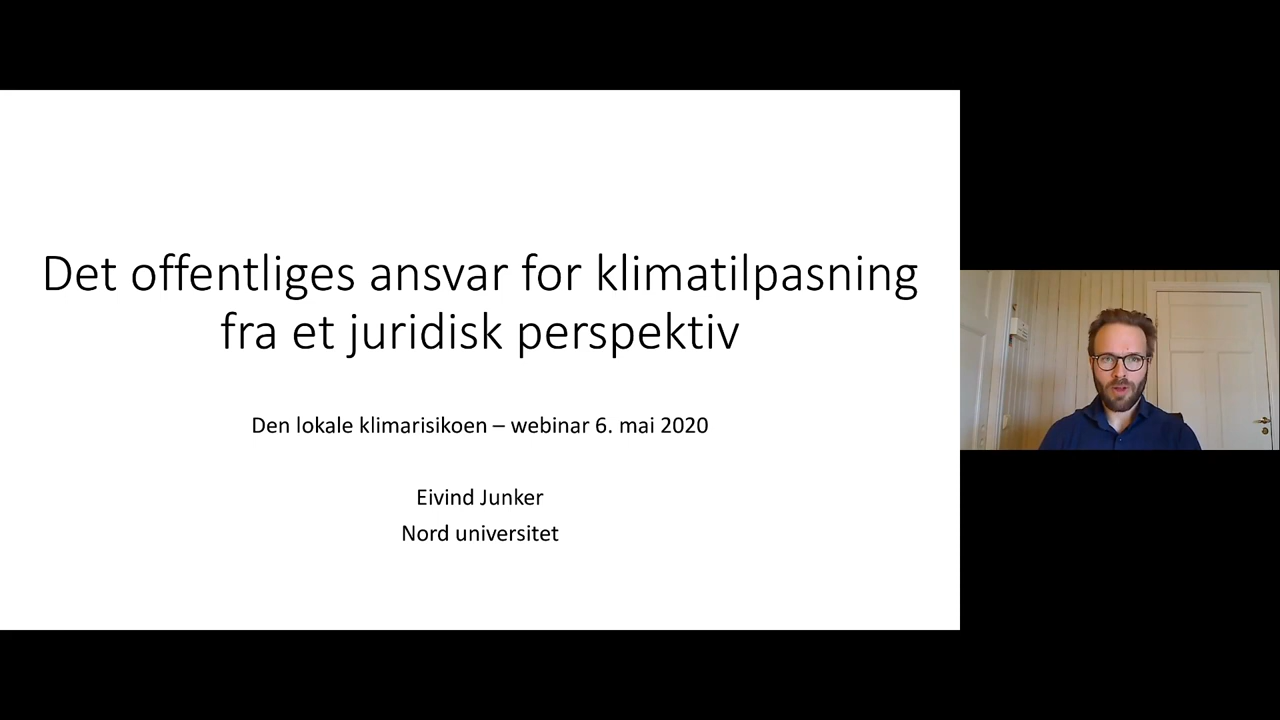 Det offentliges ansvar for klimatilpasning
fra et juridisk perspektiv
Den lokale klimarisikoen – webinar 6. mai 2020
Eivind Junker
Nord universitet